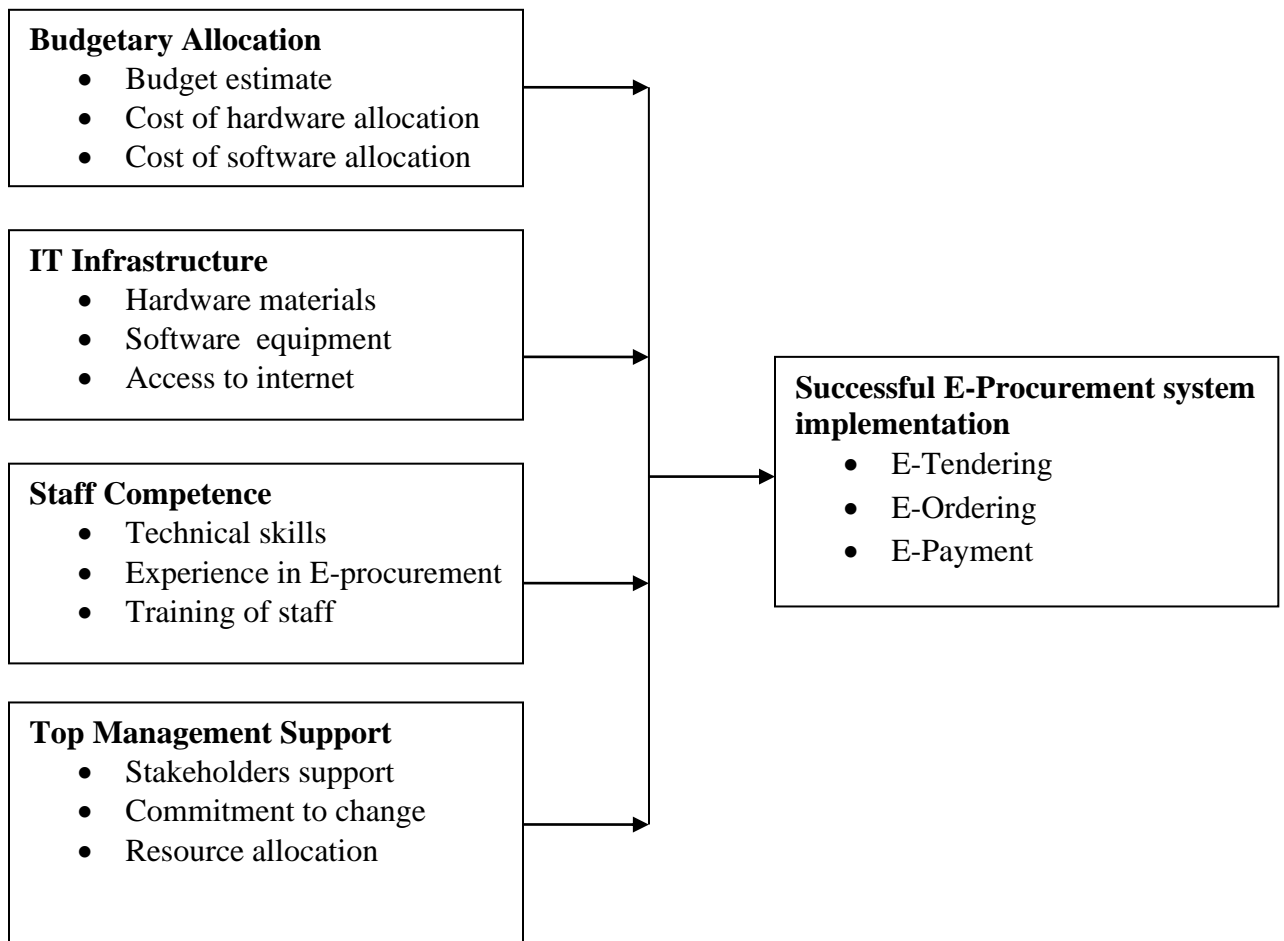 Budgetary Allocation
• Budget estimate
• Cost of hardware allocation
• Cost of software allocation
IT Infrastructure
• Hardware materials
• Software  equipment
• Access to internet
Staff Competence
• Technical skills
• Experience in E-procurement
• Training of staff
Top Management Support
• Stakeholders support
• Commitment to change
• Resource allocation
Successful E-Procurement system
implementation
• E-Tendering
• E-Ordering
• E-Payment